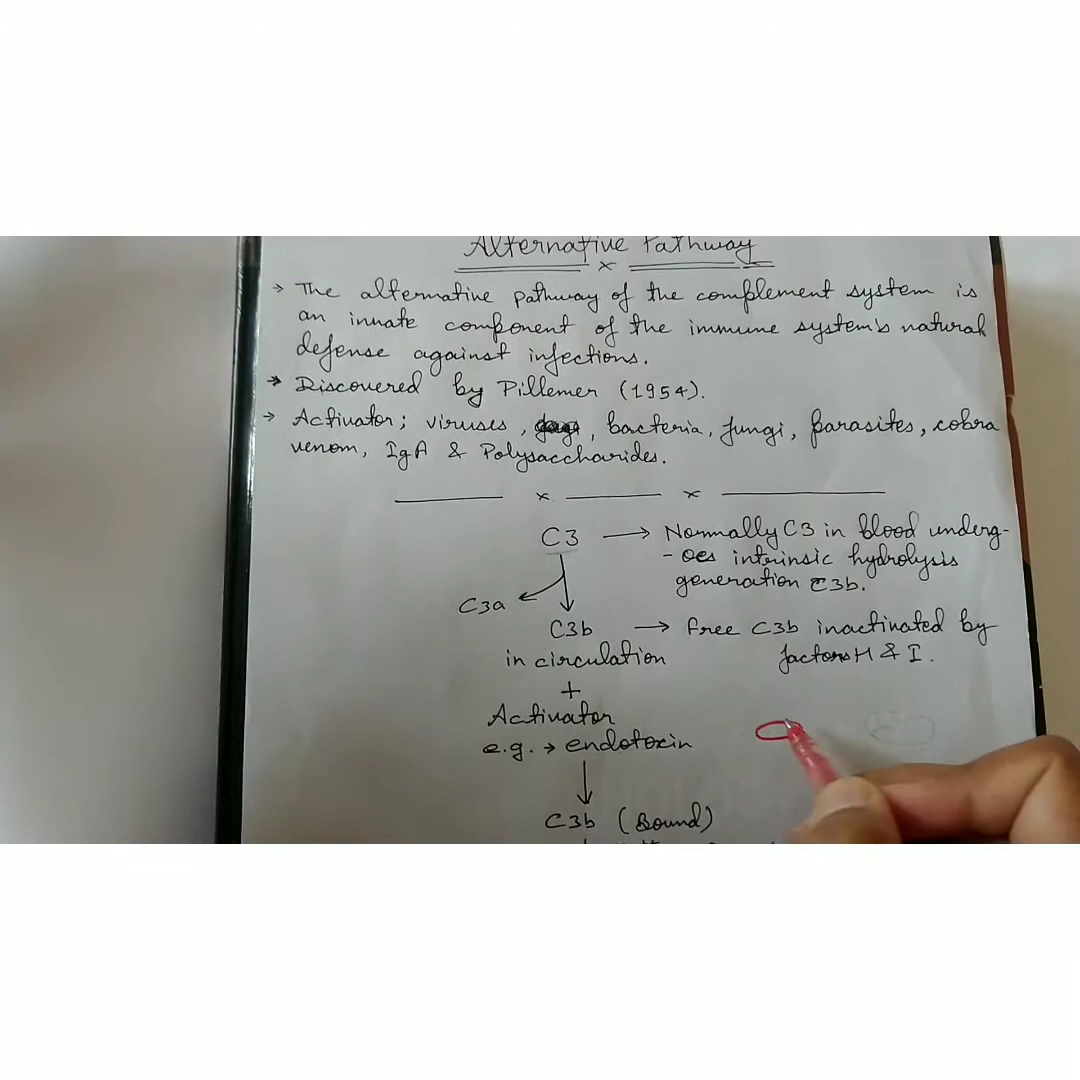 Alternative Pathway
x
→ The alternative pathway of the complement system is
an innate component of the immune system's natural
defense against infections.
→ Discovered by Pillemer (1954).
→ Activator; viruses, , bacteria, fungi, parasites, cobra
venom, IgA & Polysaccharides.
x x
C3 → Normally C3 in blood underg-
-oes intrinsic hydrolysis
generation C3b.
C3a
C3b → free C3b inactivated by
in circulation factors H & I.
+
Activator
e.g. → endotoxin
C3b (Bound)